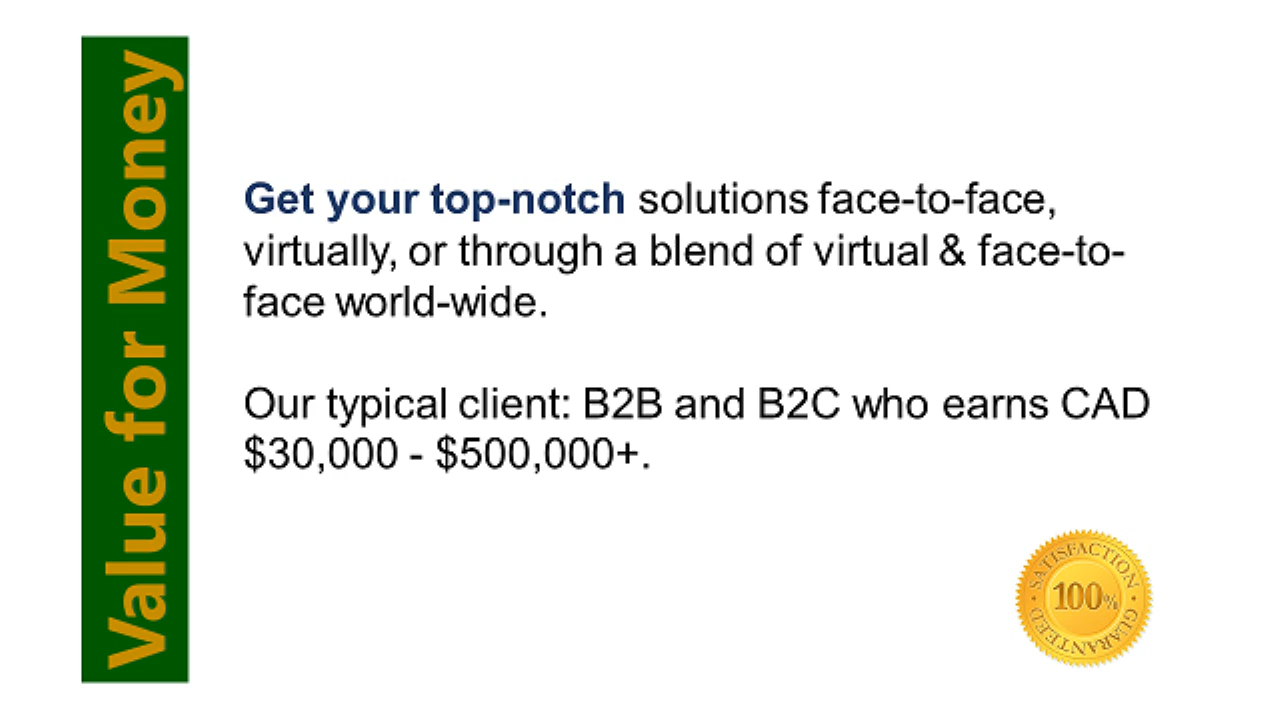 Value for Money
Get your top-notch solutions face-to-face,
virtually, or through a blend of virtual & face-to-
face world-wide.
Our typical client: B2B and B2C who earns CAD
$30,000 - $500,000+.
SATISFACTION
100%
GUARANTEED